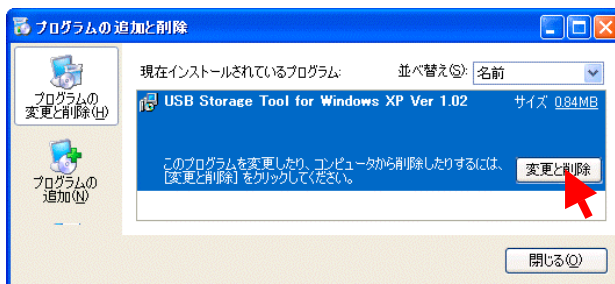 プログラムの追加と削除
現在インストールされているプログラム:
並べ替え(S): 名前
プログラムの
変更と削除(H)
USB Storage Tool for Windows XP Ver 1.02
サイズ 0.84MB
このプログラムを変更したり、コンピュータから削除したりするには、
[変更と削除] をクリックしてください。
変更と削除
プログラムの
追加(N)
閉じる(O)